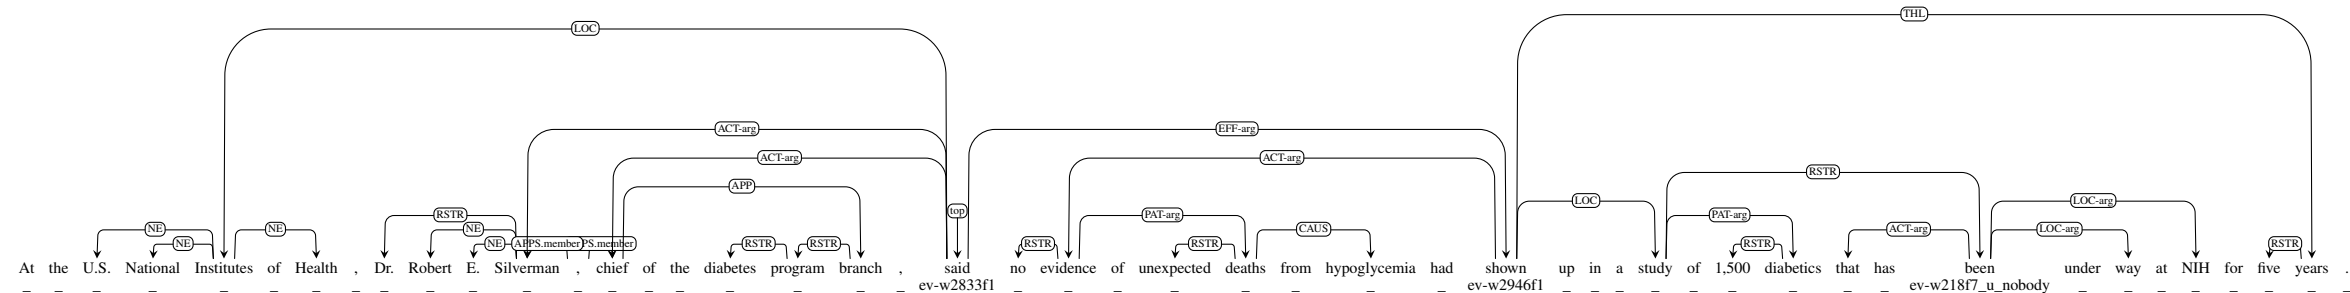 THL
LOC
ACT-arg EFF-arg
ACT-arg ACT-arg
RSTR
APP
LOC LOC-arg
top
RSTR PAT-arg PAT-arg
NE NE NE CAUS ACT-arg LOC-arg
NE NE APPS.member PS.member RSTR RSTR RSTR RSTR RSTR RSTR
At the U.S. National Institutes of Health , Dr. Robert E. Silverman , chief of the diabetes program branch , said no evidence of unexpected deaths from hypoglycemia had shown up in a study of 1,500 diabetics that has been under way at NIH for five years .
_ _ _ _ _ _ _ _ _ _ _ _ _ _ _ _ _ _ _ _ ev-w2833f1 _ _ _ _ _ _ _ _ ev-w2946f1 _ _ _ _ _ _ _ _ _ ev-w218f7_u_nobody _ _ _ _ _ _ _ _